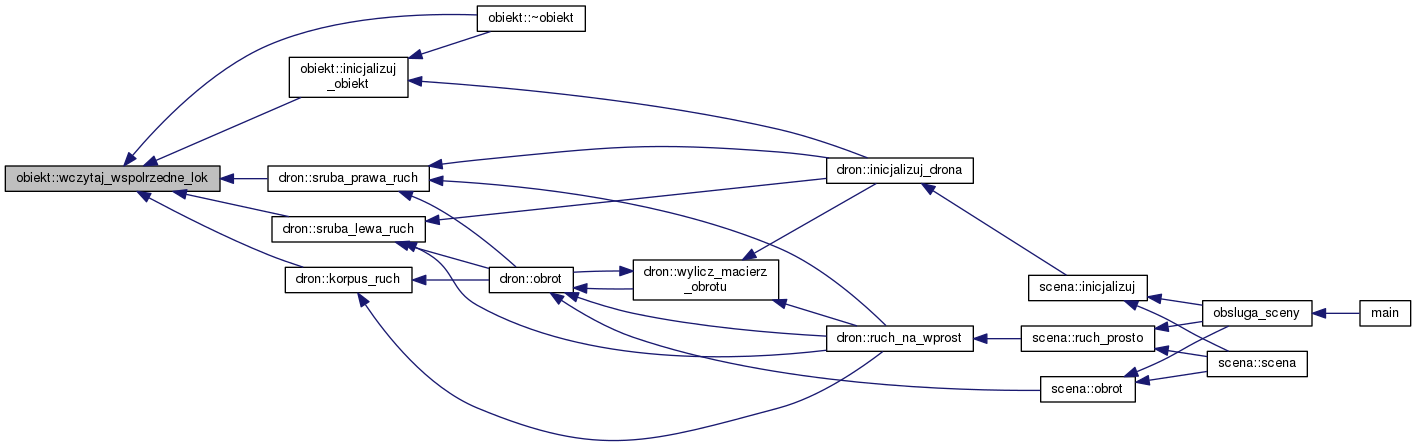 obiekt::~obiekt
obiekt::inicjalizuj
_obiekt
obiekt::wczytaj_wspolrzedne_lok
dron::sruba_prawa_ruch
dron::inicjalizuj_drona
dron::sruba_lewa_ruch
dron::korpus_ruch
dron::obrot
dron::wylicz_macierz
_obrotu
scena::inicjalizuj
obsluga_sceny
main
dron::ruch_na_wprost
scena::ruch_prosto
scena::scena
scena::obrot